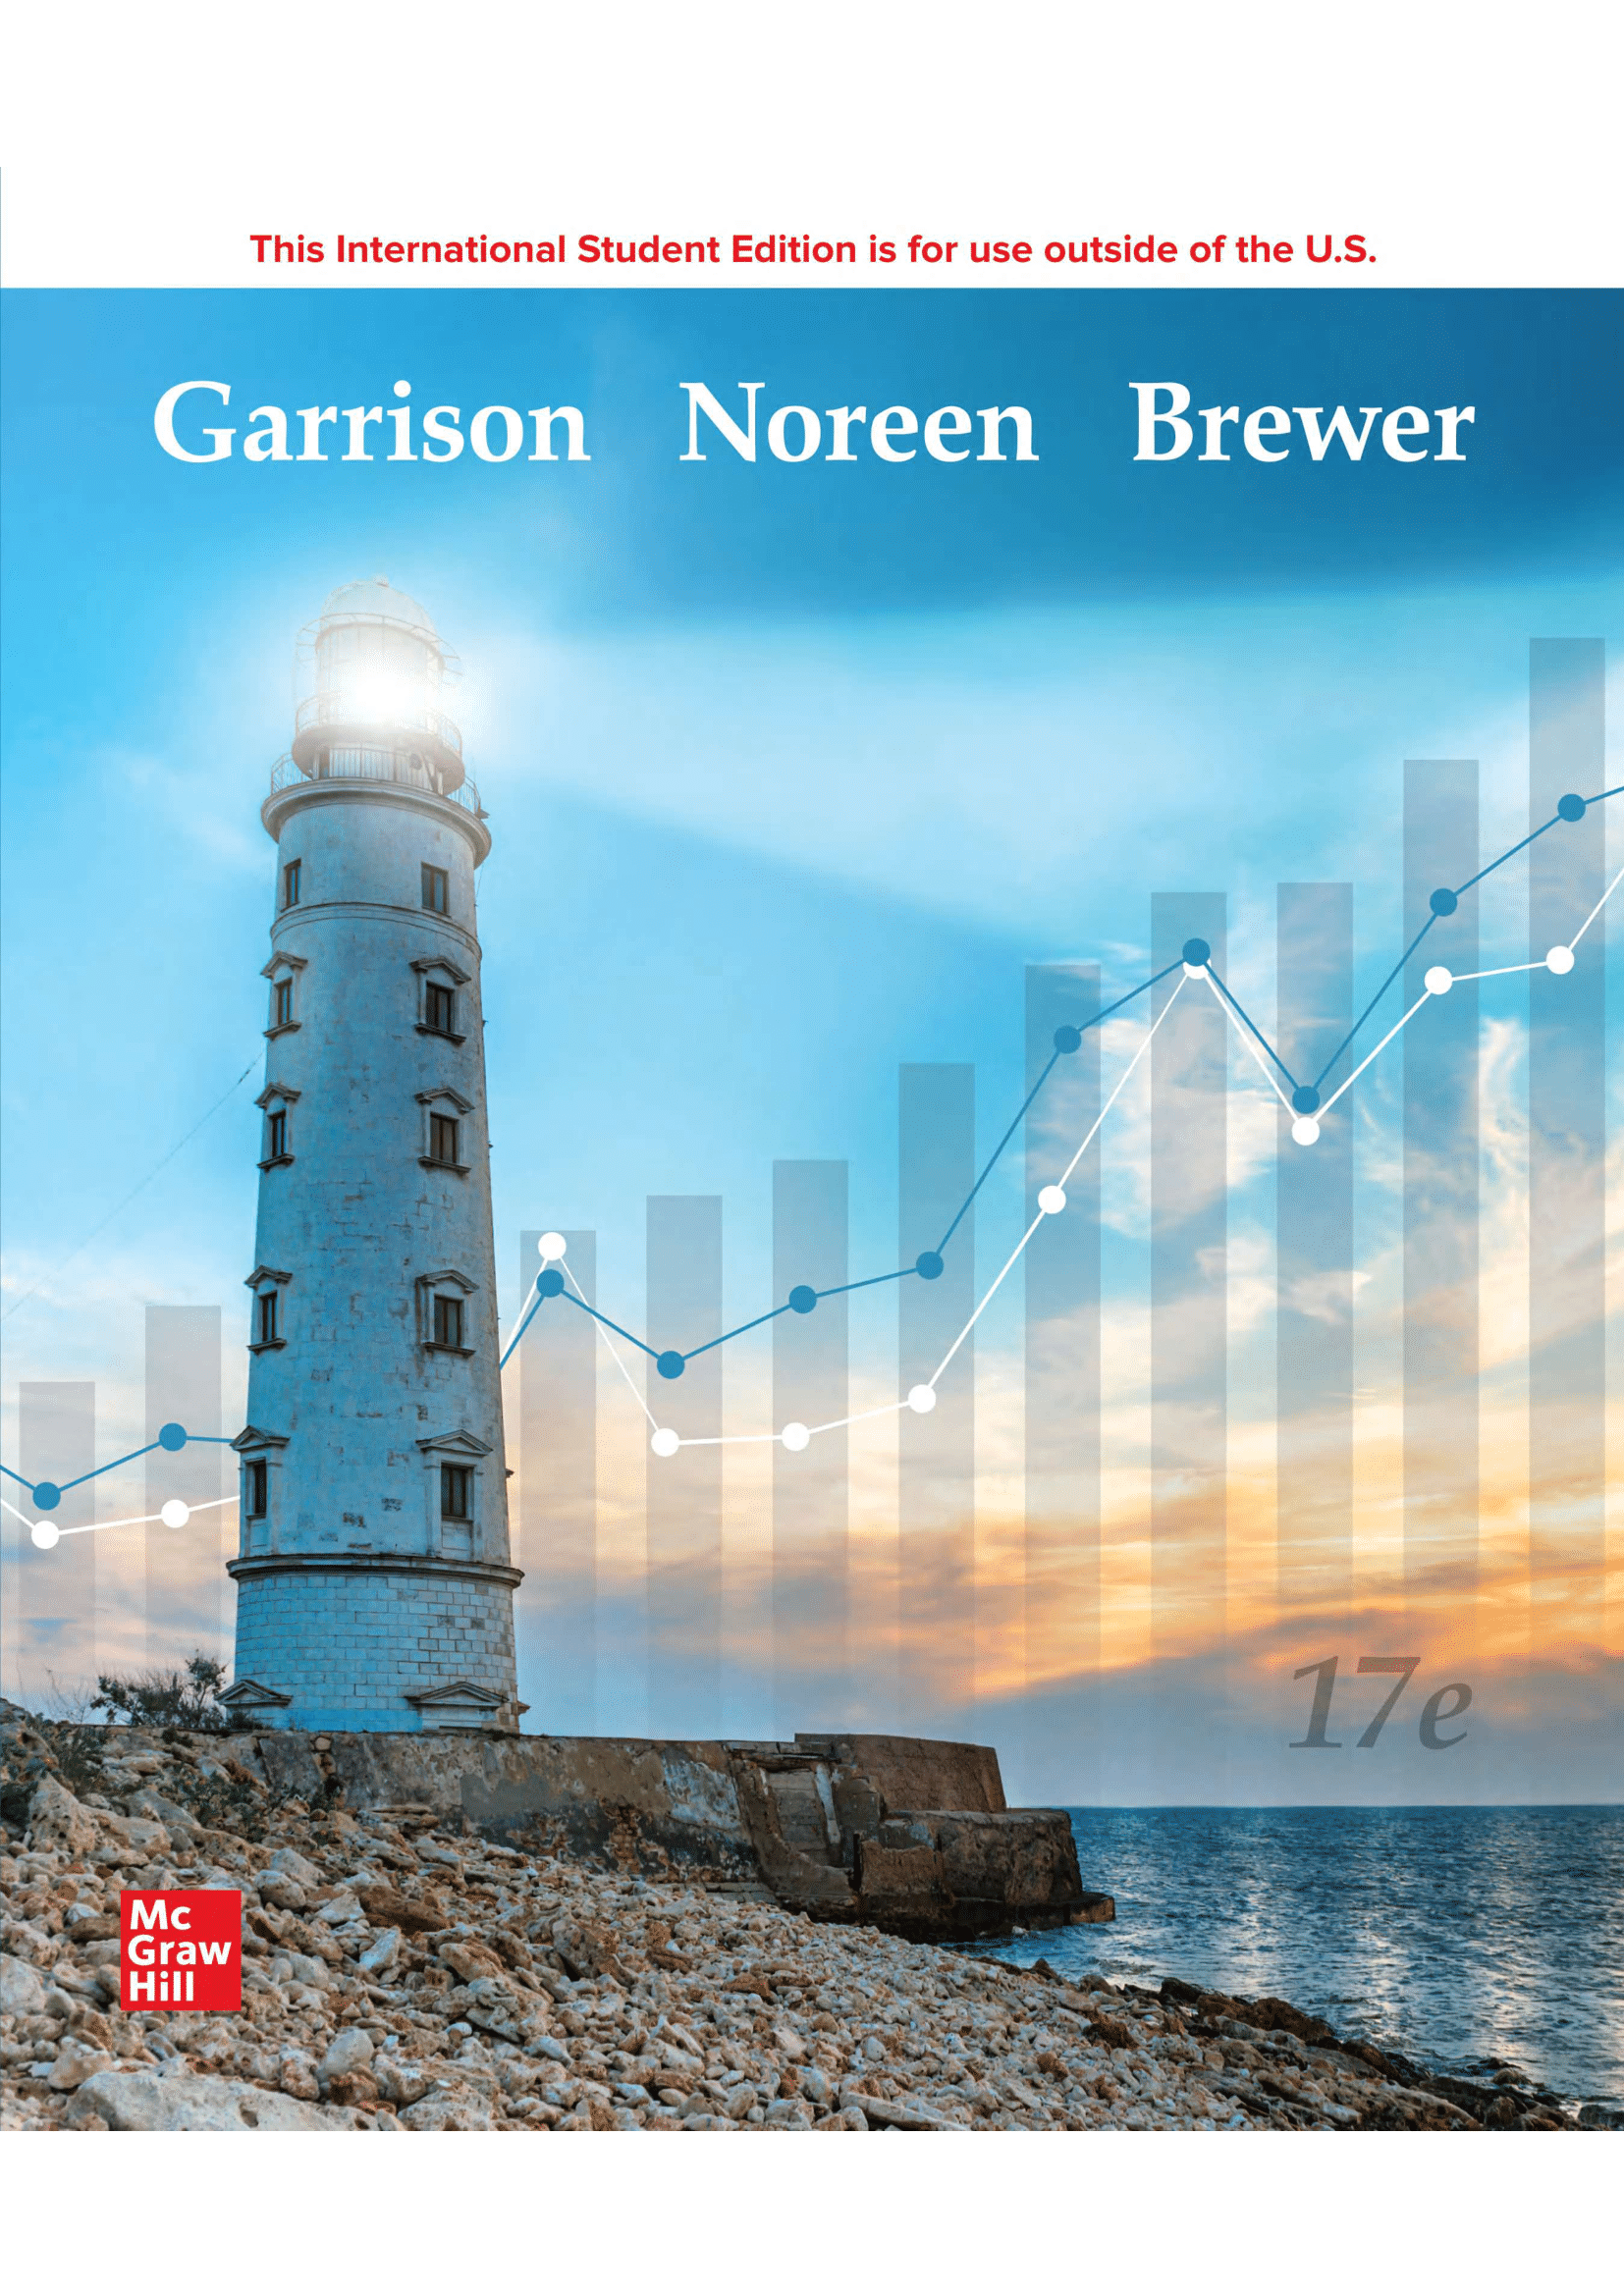 This International Student Edition is for use outside of the U.S.
Garrison Noreen Brewer
17e
Mc
Graw
Hill